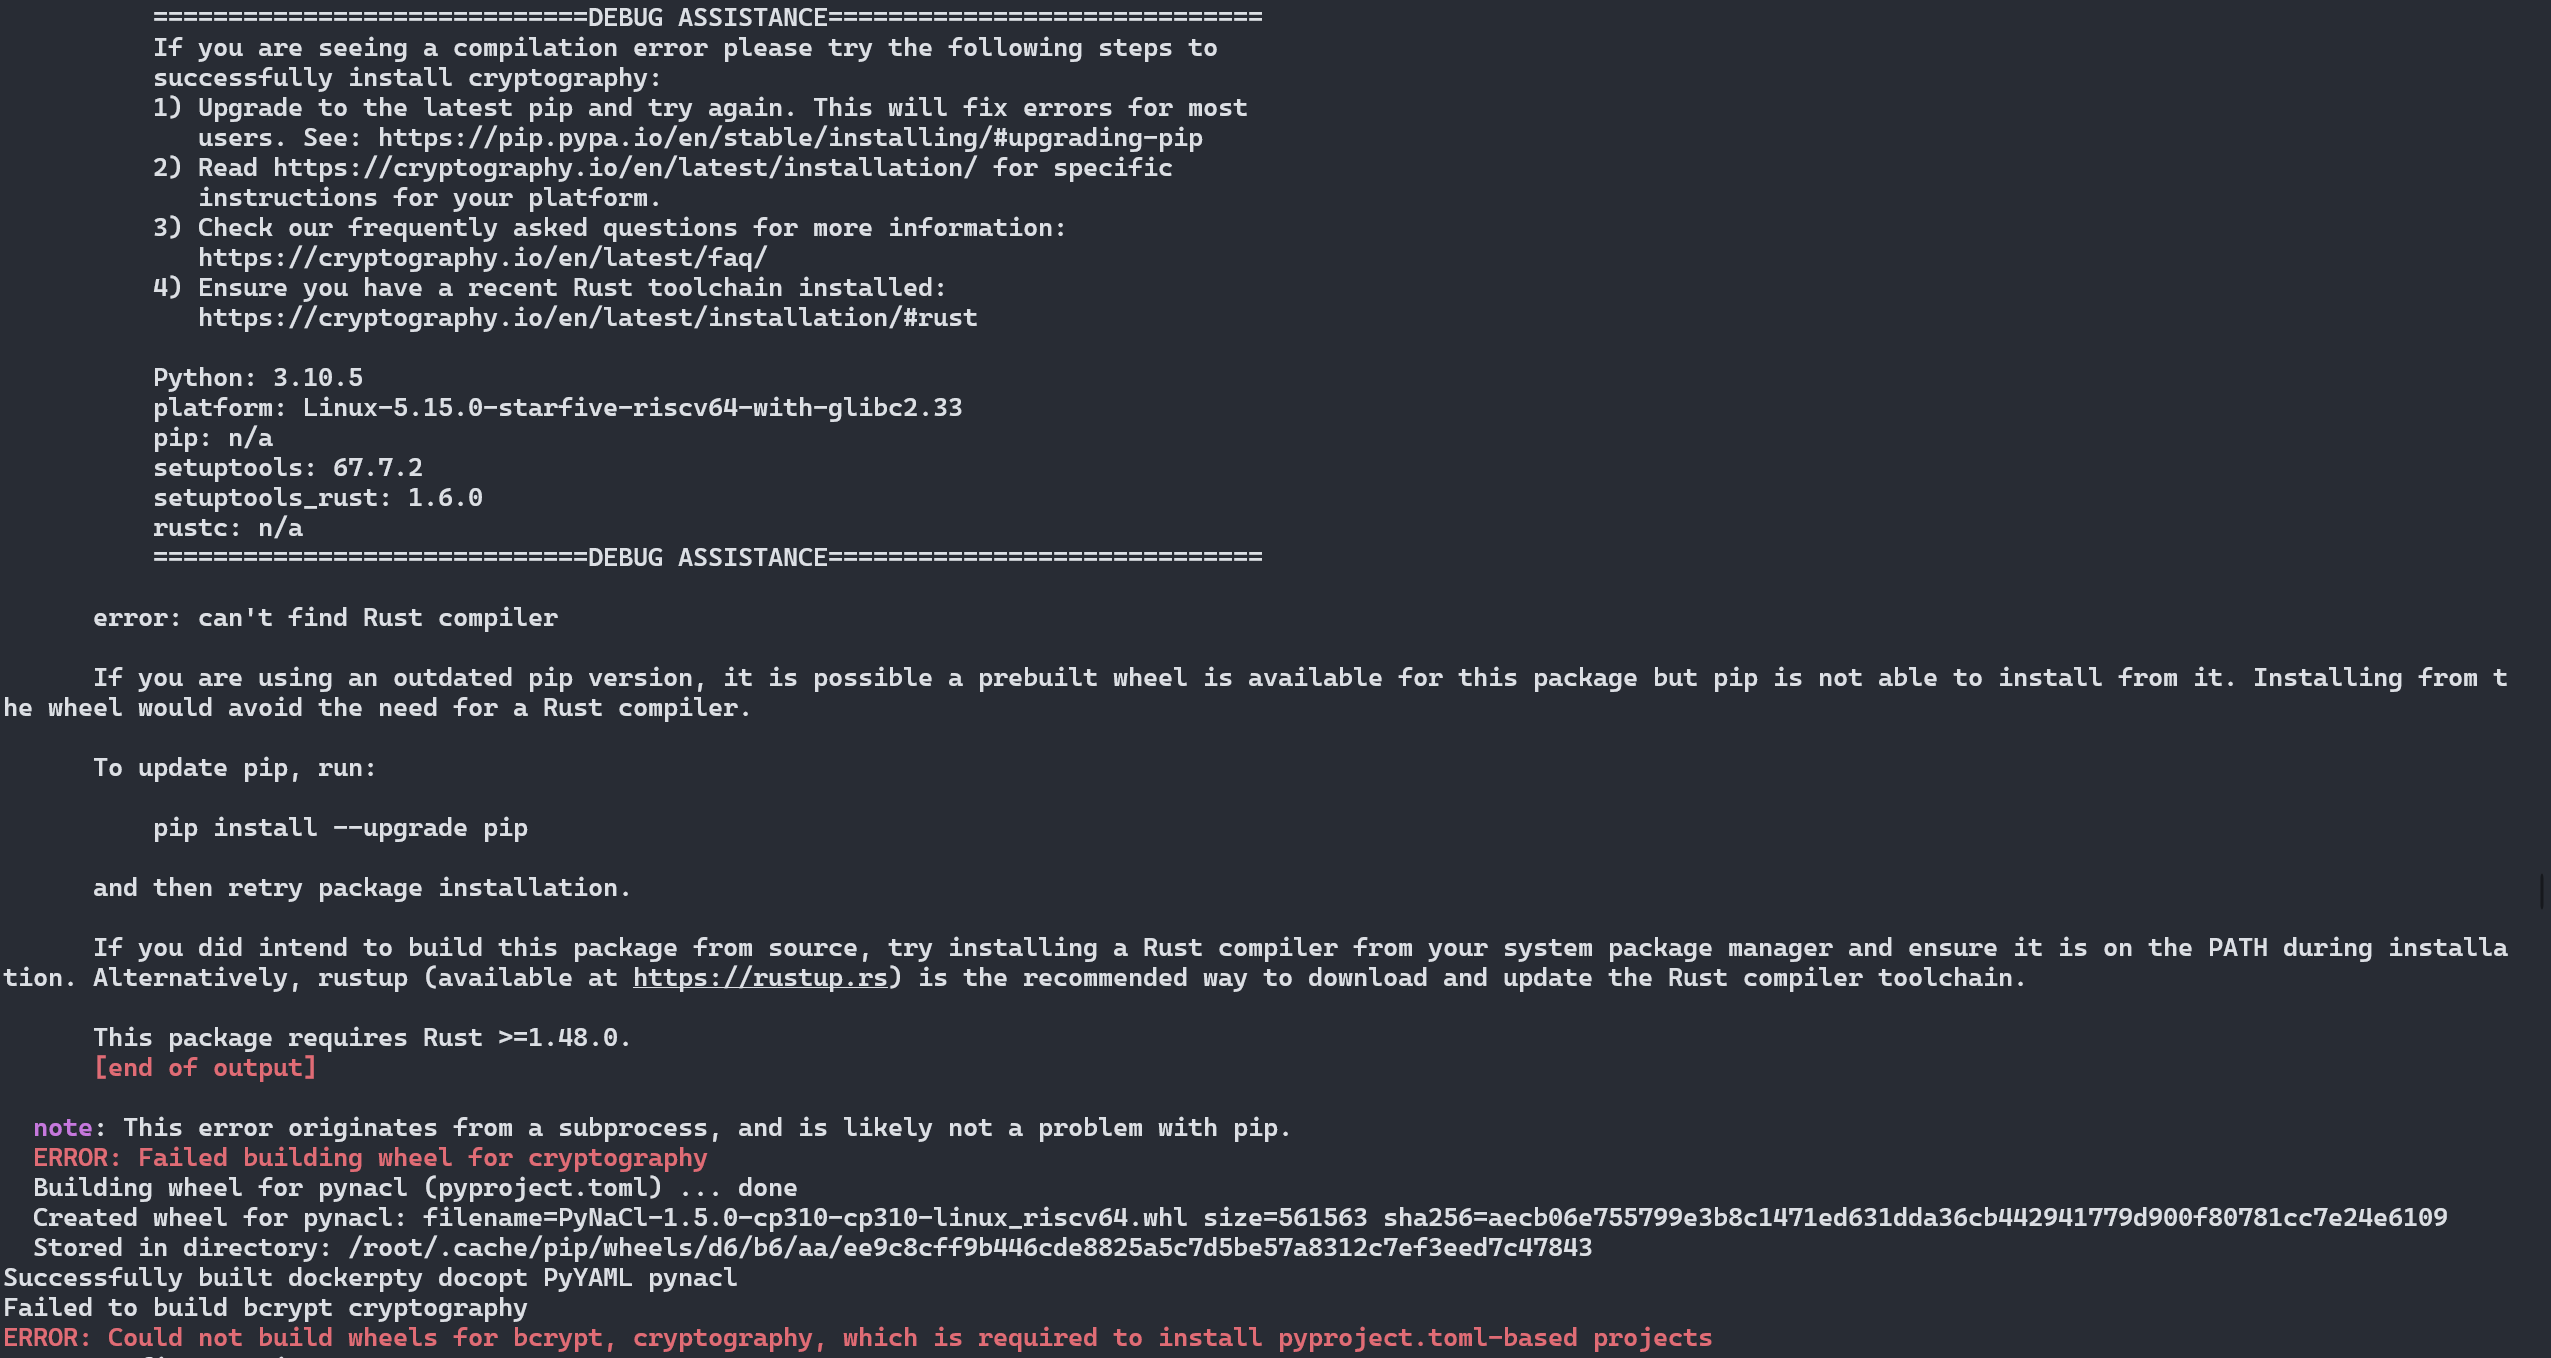 =============================DEBUG ASSISTANCE=============================
If you are seeing a compilation error please try the following steps to
successfully install cryptography:
1) Upgrade to the latest pip and try again. This will fix errors for most
users. See: https://pip.pypa.io/en/stable/installing/#upgrading-pip
2) Read https://cryptography.io/en/latest/installation/ for specific
instructions for your platform.
3) Check our frequently asked questions for more information:
https://cryptography.io/en/latest/faq/
4) Ensure you have a recent Rust toolchain installed:
https://cryptography.io/en/latest/installation/#rust
Python: 3.10.5
platform: Linux-5.15.0-starfive-riscv64-with-glibc2.33
pip: n/a
setuptools: 67.7.2
setuptools_rust: 1.6.0
rustc: n/a
=============================DEBUG ASSISTANCE=============================
error: can't find Rust compiler
If you are using an outdated pip version, it is possible a prebuilt wheel is available for this package but pip is not able to install from it. Installing from t
he wheel would avoid the need for a Rust compiler.
To update pip, run:
pip install --upgrade pip
and then retry package installation.
If you did intend to build this package from source, try installing a Rust compiler from your system package manager and ensure it is on the PATH during installa
tion. Alternatively, rustup (available at https://rustup.rs) is the recommended way to download and update the Rust compiler toolchain.
This package requires Rust >=1.48.0.
[end of output]
note: This error originates from a subprocess, and is likely not a problem with pip.
ERROR: Failed building wheel for cryptography
Building wheel for pynacl (pyproject.toml) ... done
Created wheel for pynacl: filename=PyNaCl-1.5.0-cp310-cp310-linux_riscv64.whl size=561563 sha256=aecb06e755799e3b8c1471ed631dda36cb442941779d900f80781cc7e24e6109
Stored in directory: /root/.cache/pip/wheels/d6/b6/aa/ee9c8cff9b446cde8825a5c7d5be57a8312c7ef3eed7c47843
Successfully built dockerpty docopt PyYAML pynacl
Failed to build bcrypt cryptography
ERROR: Could not build wheels for bcrypt, cryptography, which is required to install pyproject.toml-based projects